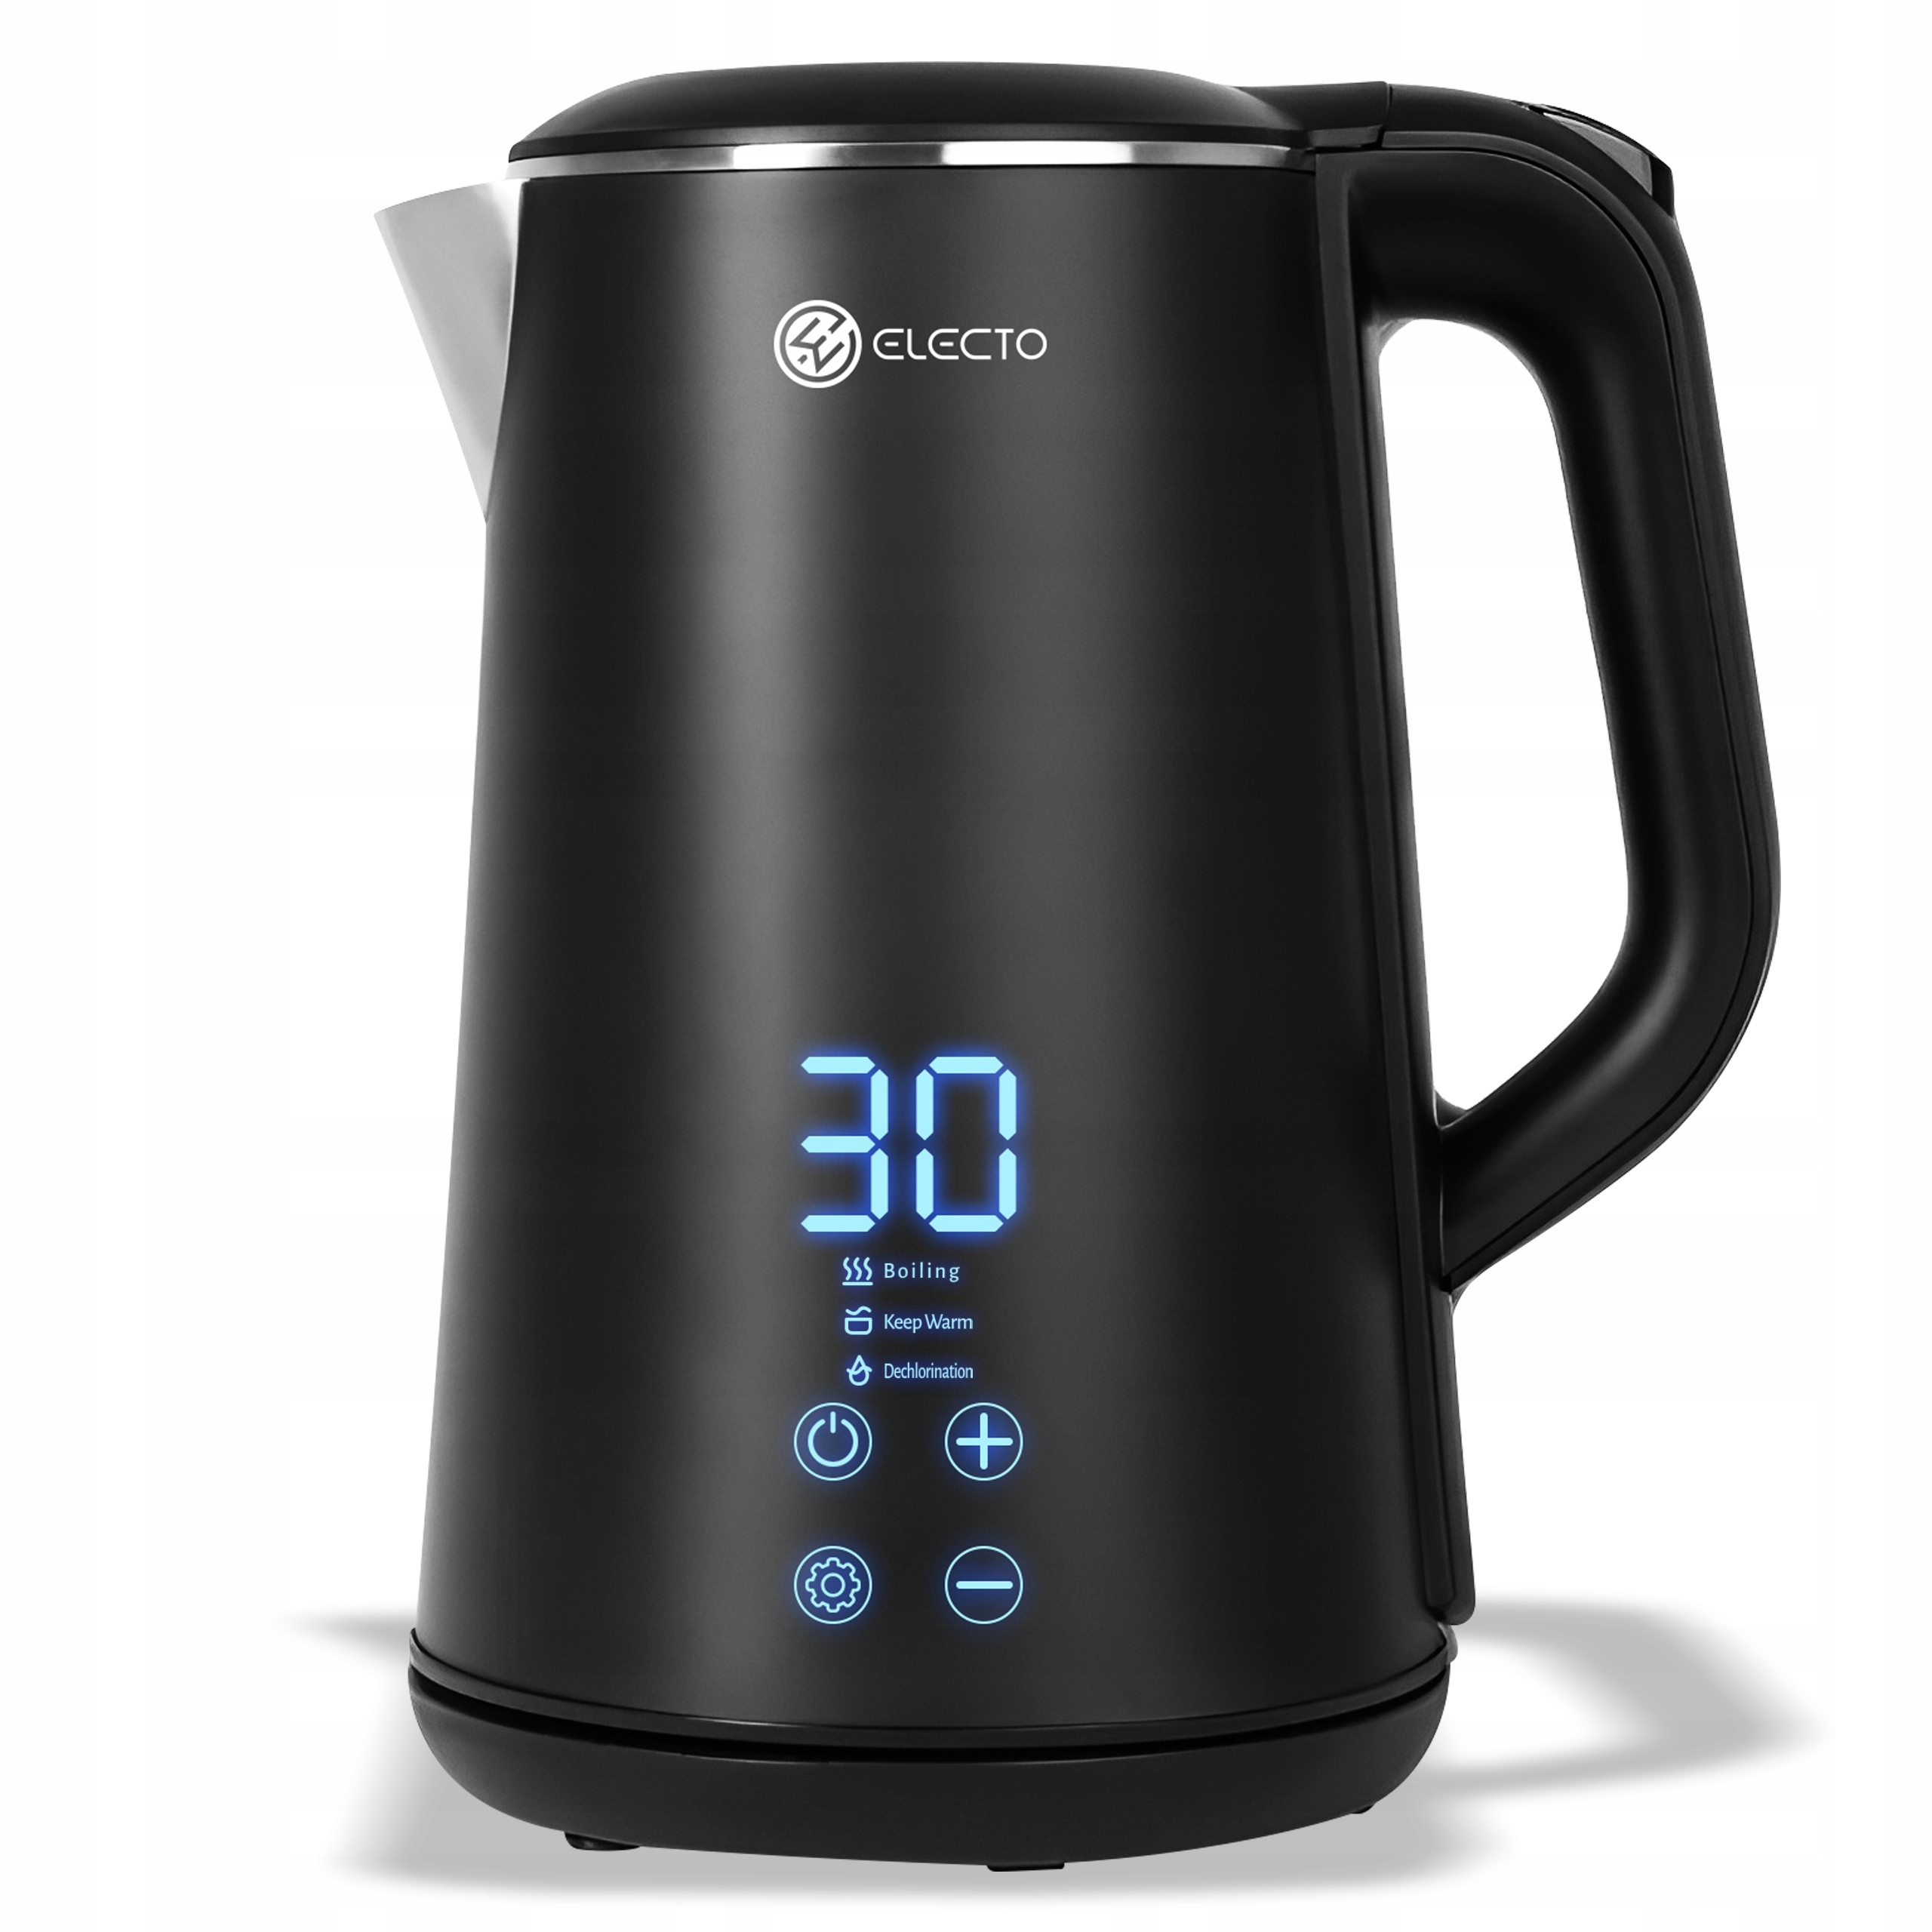 ELECTO
30
Boiling
Keep Warm
Dechlorination